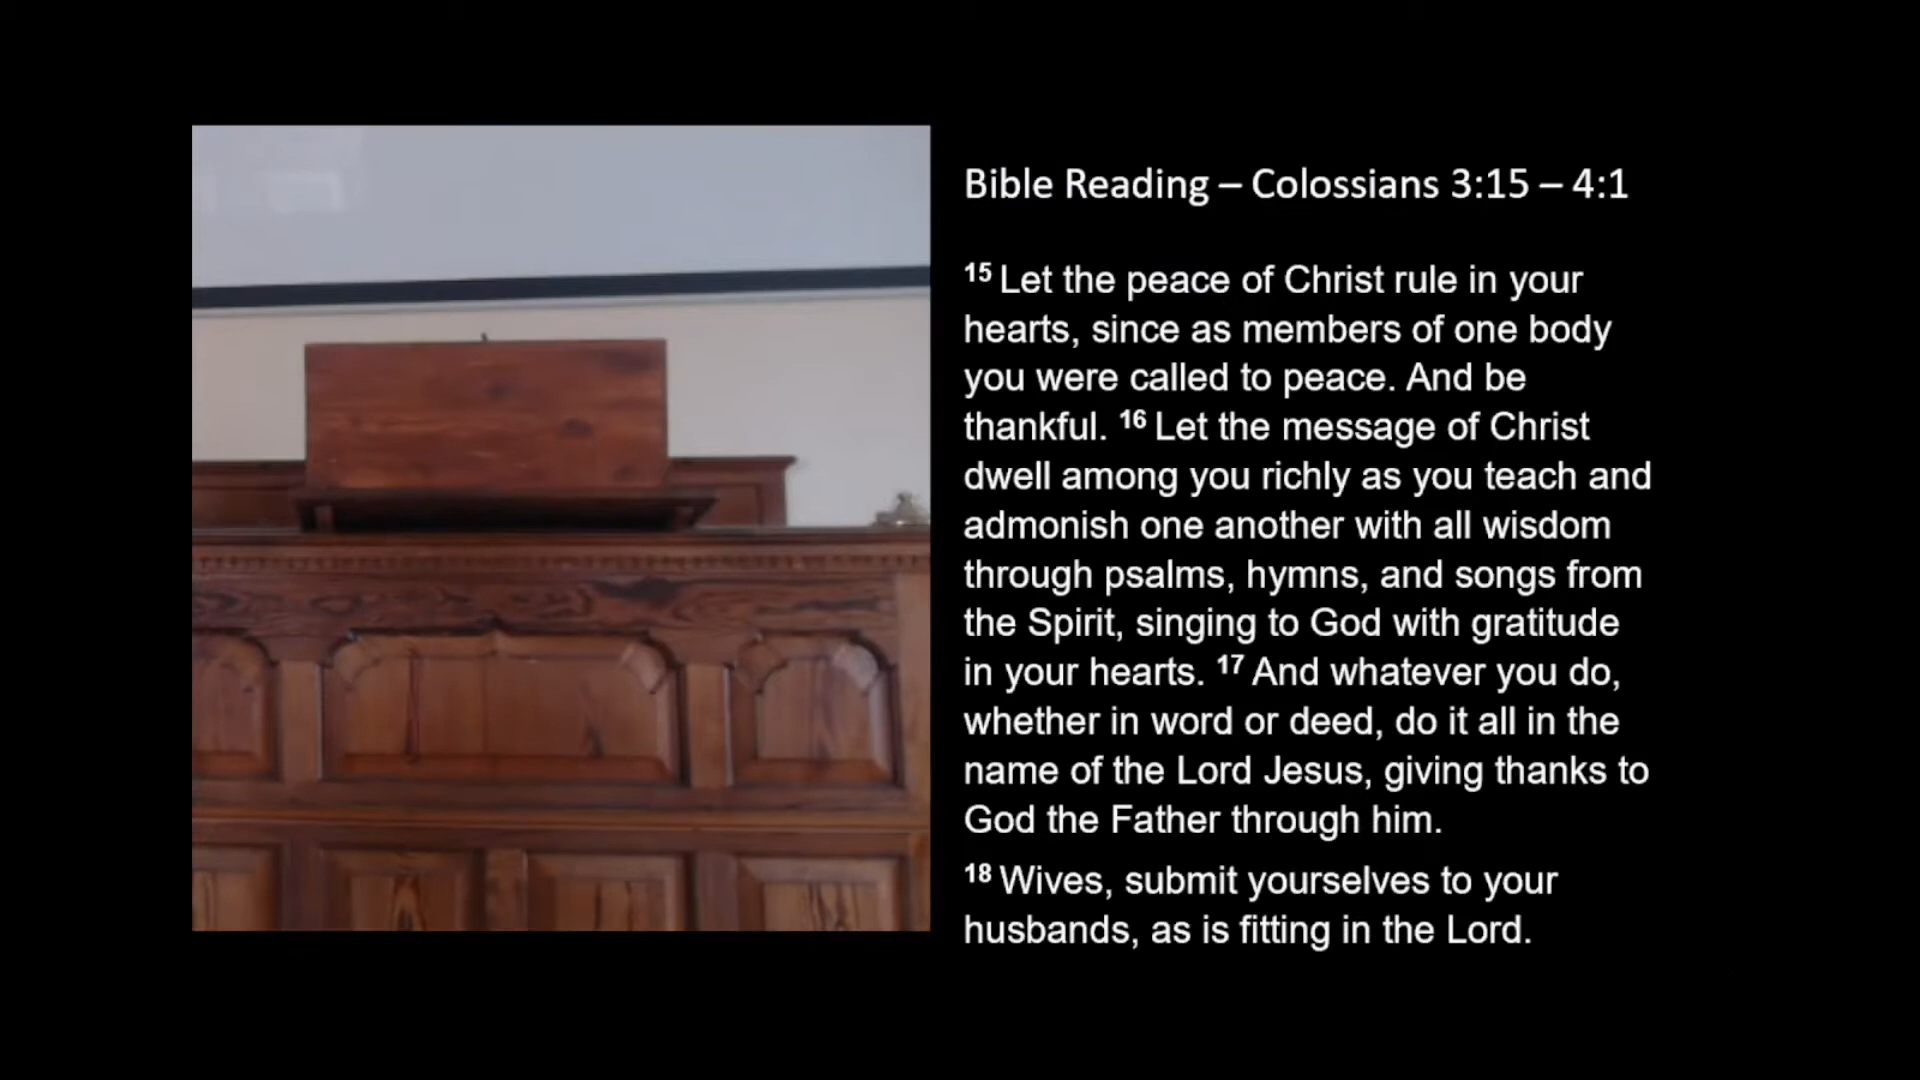 Bible Reading – Colossians 3:15 – 4:1
15 Let the peace of Christ rule in your
hearts, since as members of one body
you were called to peace. And be
thankful. 16 Let the message of Christ
dwell among you richly as you teach and
admonish one another with all wisdom
through psalms, hymns, and songs from
the Spirit, singing to God with gratitude
in your hearts. 17 And whatever you do,
whether in word or deed, do it all in the
name of the Lord Jesus, giving thanks to
God the Father through him.
18 Wives, submit yourselves to your
husbands, as is fitting in the Lord.